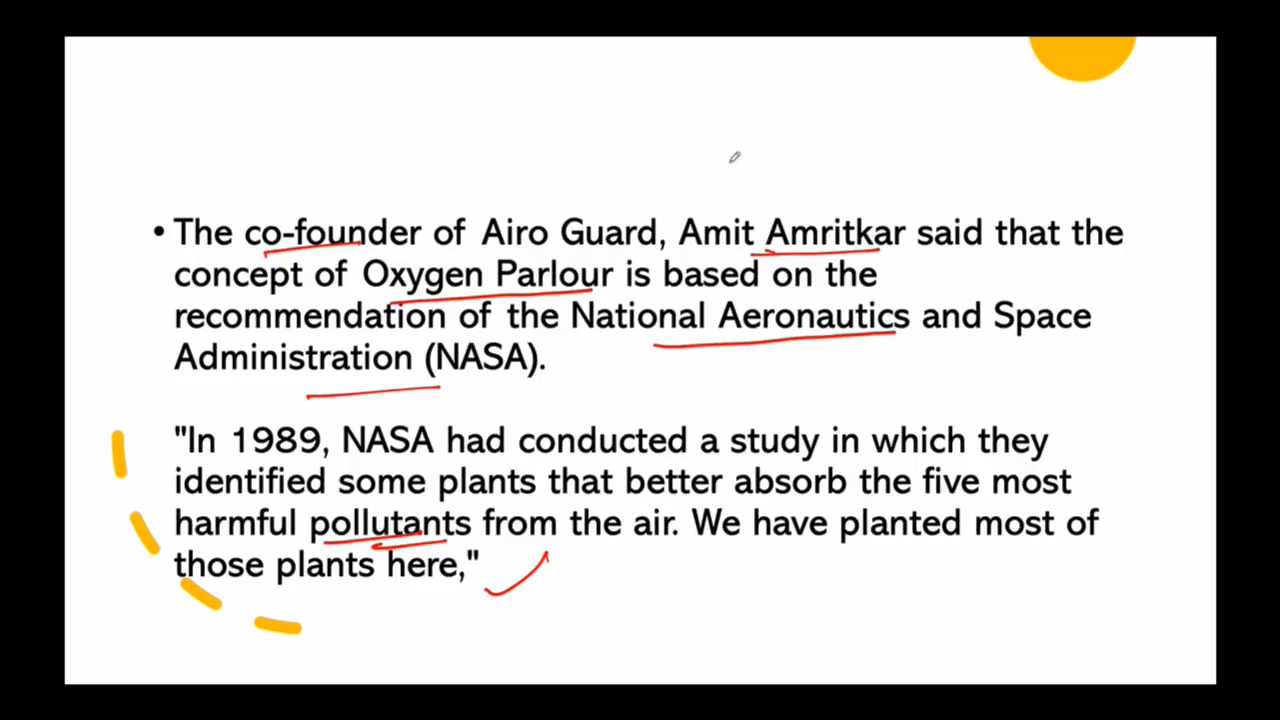 • The co-founder of Airo Guard, Amit Amritkar said that the
concept of Oxygen Parlour is based on the
recommendation of the National Aeronautics and Space
Administration (NASA).
"In 1989, NASA had conducted a study in which they
identified some plants that better absorb the five most
harmful pollutants from the air. We have planted most of
those plants here,"